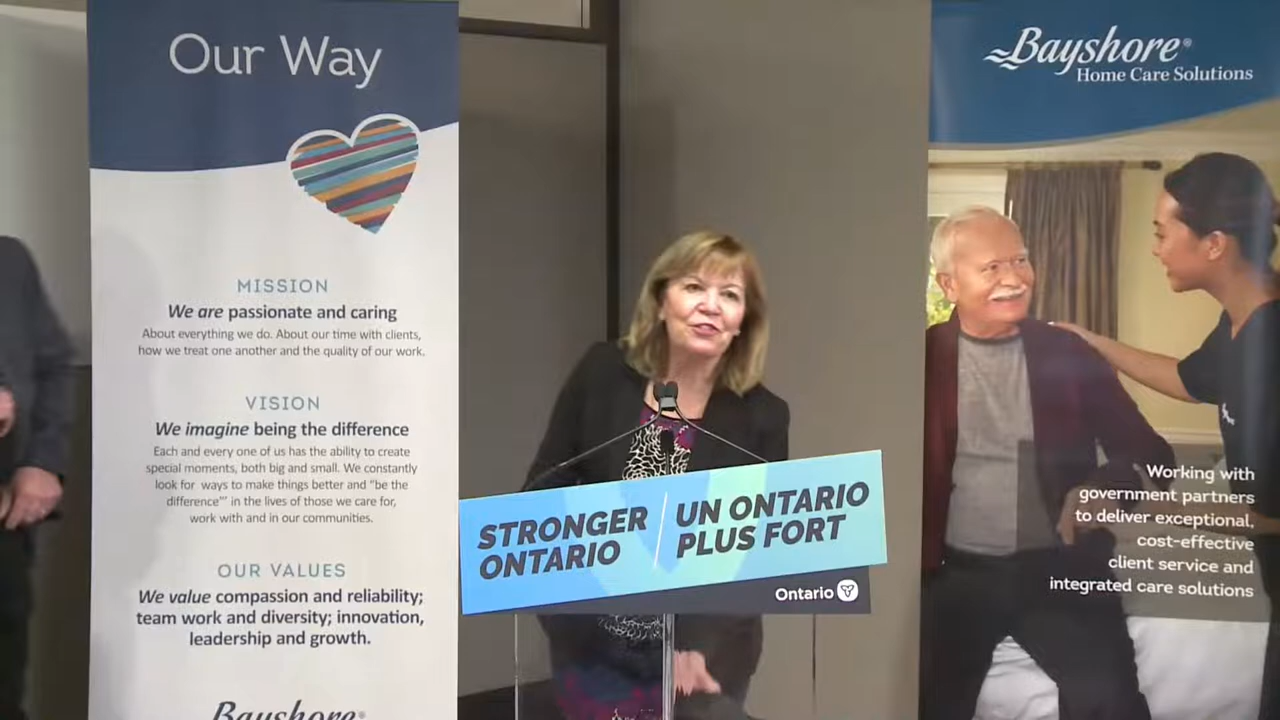 Our Way
MISSION
We are passionate and caring
About everything we do. About our time with clients,
how we treat one another and the quality of our work.
VISION
We imagine being the difference
Each and every one of us has the ability to create
special moments, both big and small. We constantly
look for ways to make things better and “be the
difference”’ in the lives of those we care for,
work with and in our communities.
OUR VALUES
We value compassion and reliability;
team work and diversity; innovation,
leadership and growth.
Bayshore®
STRONGER
ONTARIO
UN ONTARIO
PLUS FORT
Ontario
Bayshore®
Home Care Solutions
Working with
government partners
to deliver exceptional,
cost-effective
client service and
integrated care solutions